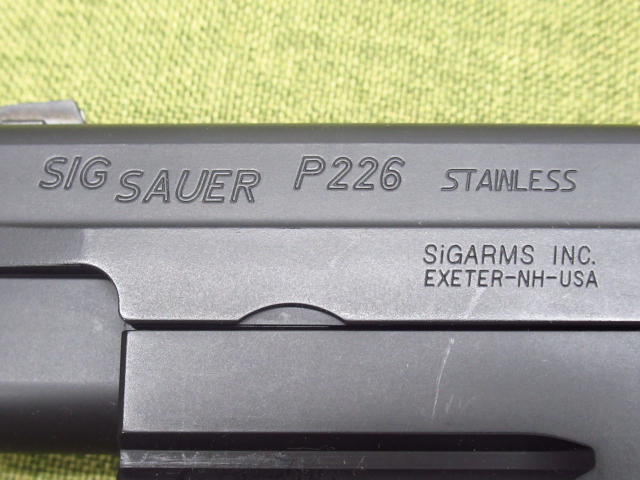 SIG SAUER P226 STAINLESS
SiGARMS INC.
EXETER-NH-USA